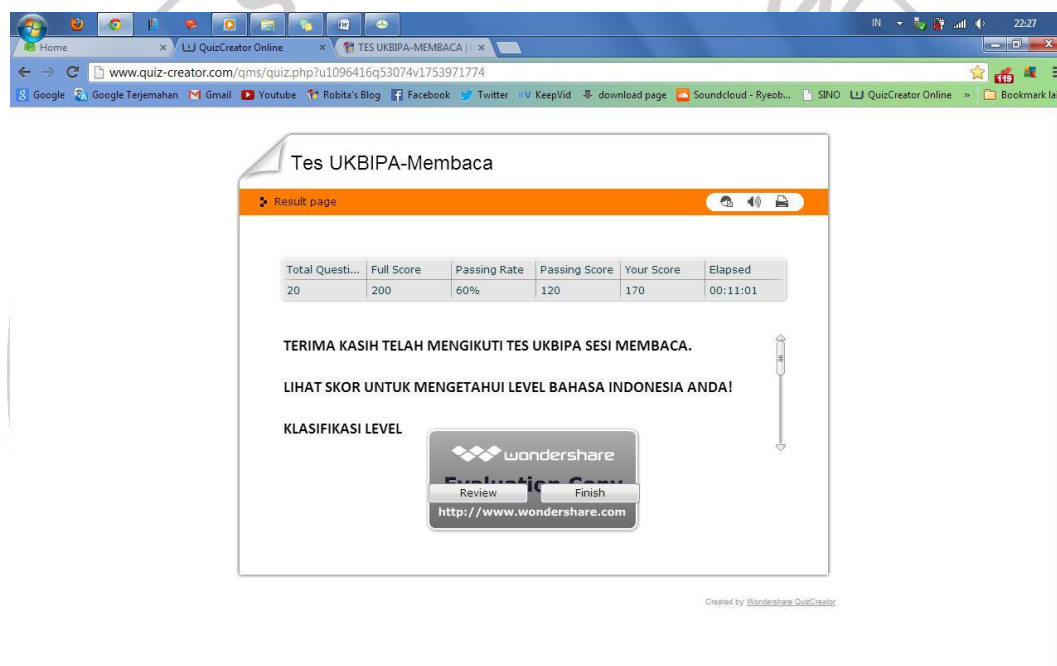 IN 22:27
Home QuizCreator Online TES UKBIPA-MEMBACA |
www.quiz-creator.com/qms/quiz.php?u1096416q53074v1753971774
119
Google Google Terjemahan Gmail Youtube Robita's Blog Facebook Twitter KeepVid download page Soundcloud - Ryeob... SINO QuizCreator Online » Bookmark la
Tes UKBIPA-Membaca
Result page
Total Questi... Full Score Passing Rate Passing Score Your Score Elapsed
20 200 60% 120 170 00:11:01
TERIMA KASIH TELAH MENGIKUTI TES UKBIPA SESI MEMBACA.
LIHAT SKOR UNTUK MENGETAHUI LEVEL BAHASA INDONESIA ANDA!
KLASIFIKASI LEVEL
wondershare
Evaluation Copy
Review Finish
http://www.wondershare.com
Created by Wondershare QuizCreator